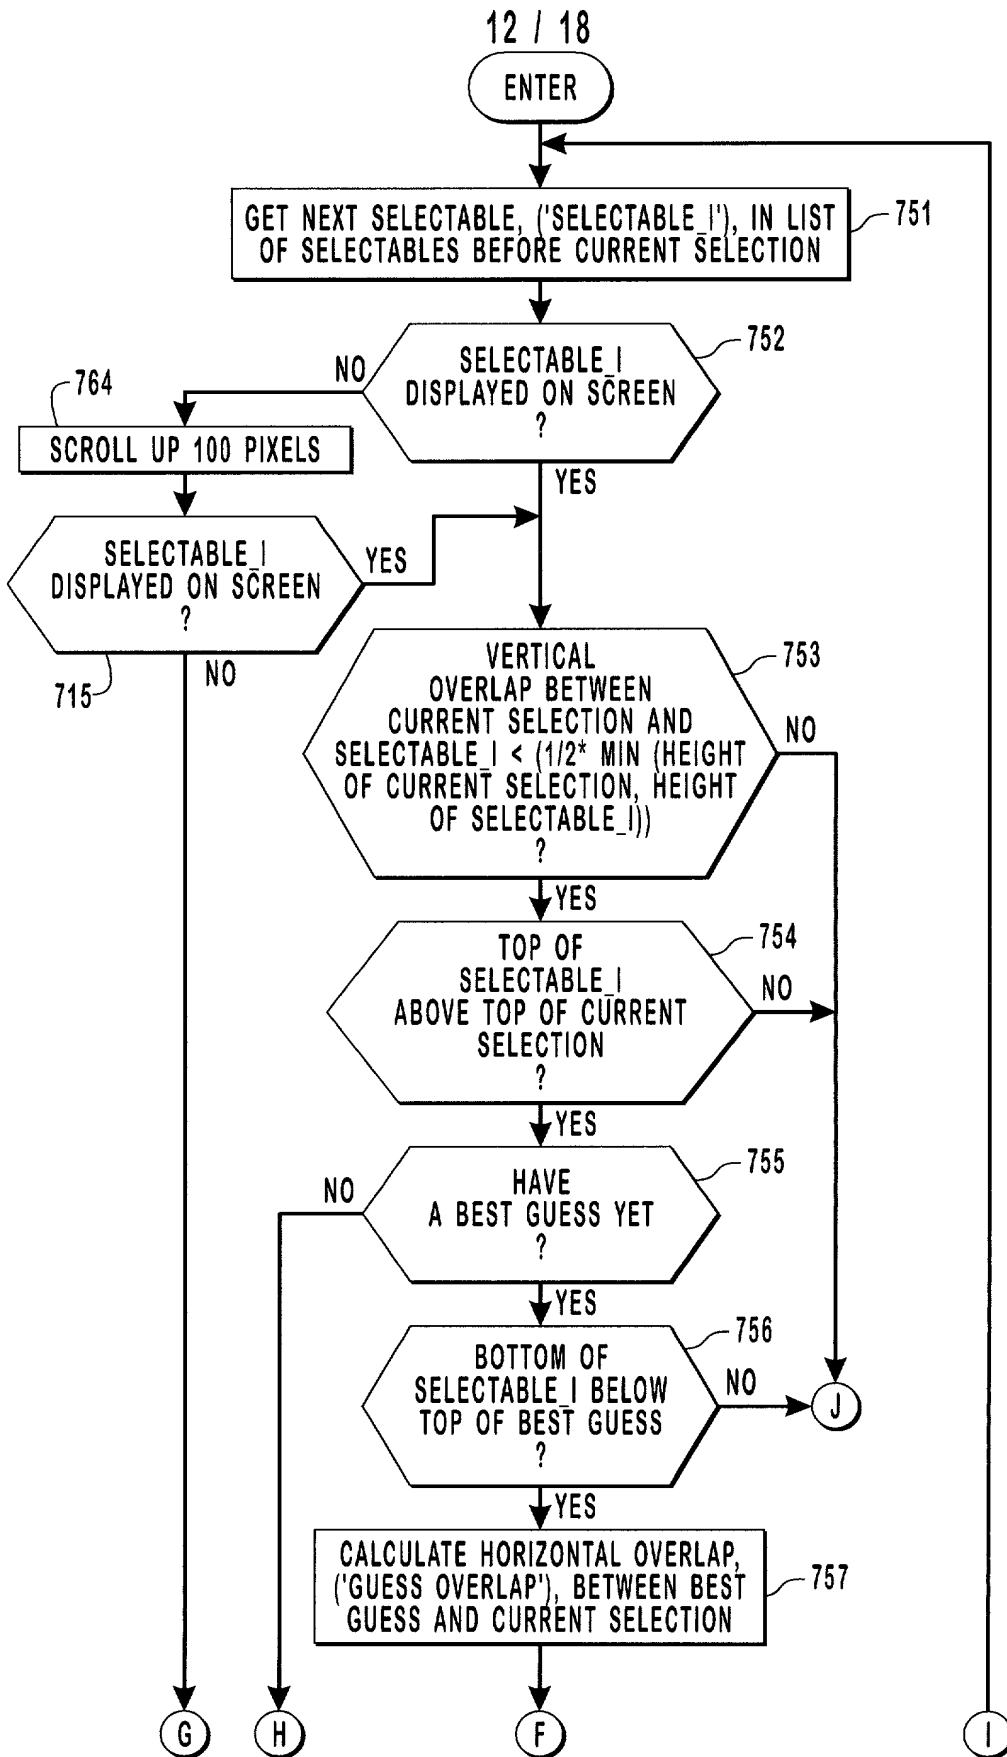 12 / 18
ENTER
GET NEXT SELECTABLE, ('SELECTABLE_I'), IN LIST
OF SELECTABLES BEFORE CURRENT SELECTION
751
SELECTABLE_I
DISPLAYED ON SCREEN
?
752
NO
764
SCROLL UP 100 PIXELS
YES
SELECTABLE_I
DISPLAYED ON SCREEN
?
YES
715
NO
VERTICAL
OVERLAP BETWEEN
CURRENT SELECTION AND
SELECTABLE_I < (1/2* MIN (HEIGHT
OF CURRENT SELECTION, HEIGHT
OF SELECTABLE_I))
?
753
NO
YES
TOP OF
SELECTABLE_I
ABOVE TOP OF CURRENT
SELECTION
?
754
NO
YES
HAVE
A BEST GUESS YET
?
755
NO
YES
BOTTOM OF
SELECTABLE_I BELOW
TOP OF BEST GUESS
?
756
NO
J
YES
CALCULATE HORIZONTAL OVERLAP,
('GUESS OVERLAP'), BETWEEN BEST
GUESS AND CURRENT SELECTION
757
G
H
F
I